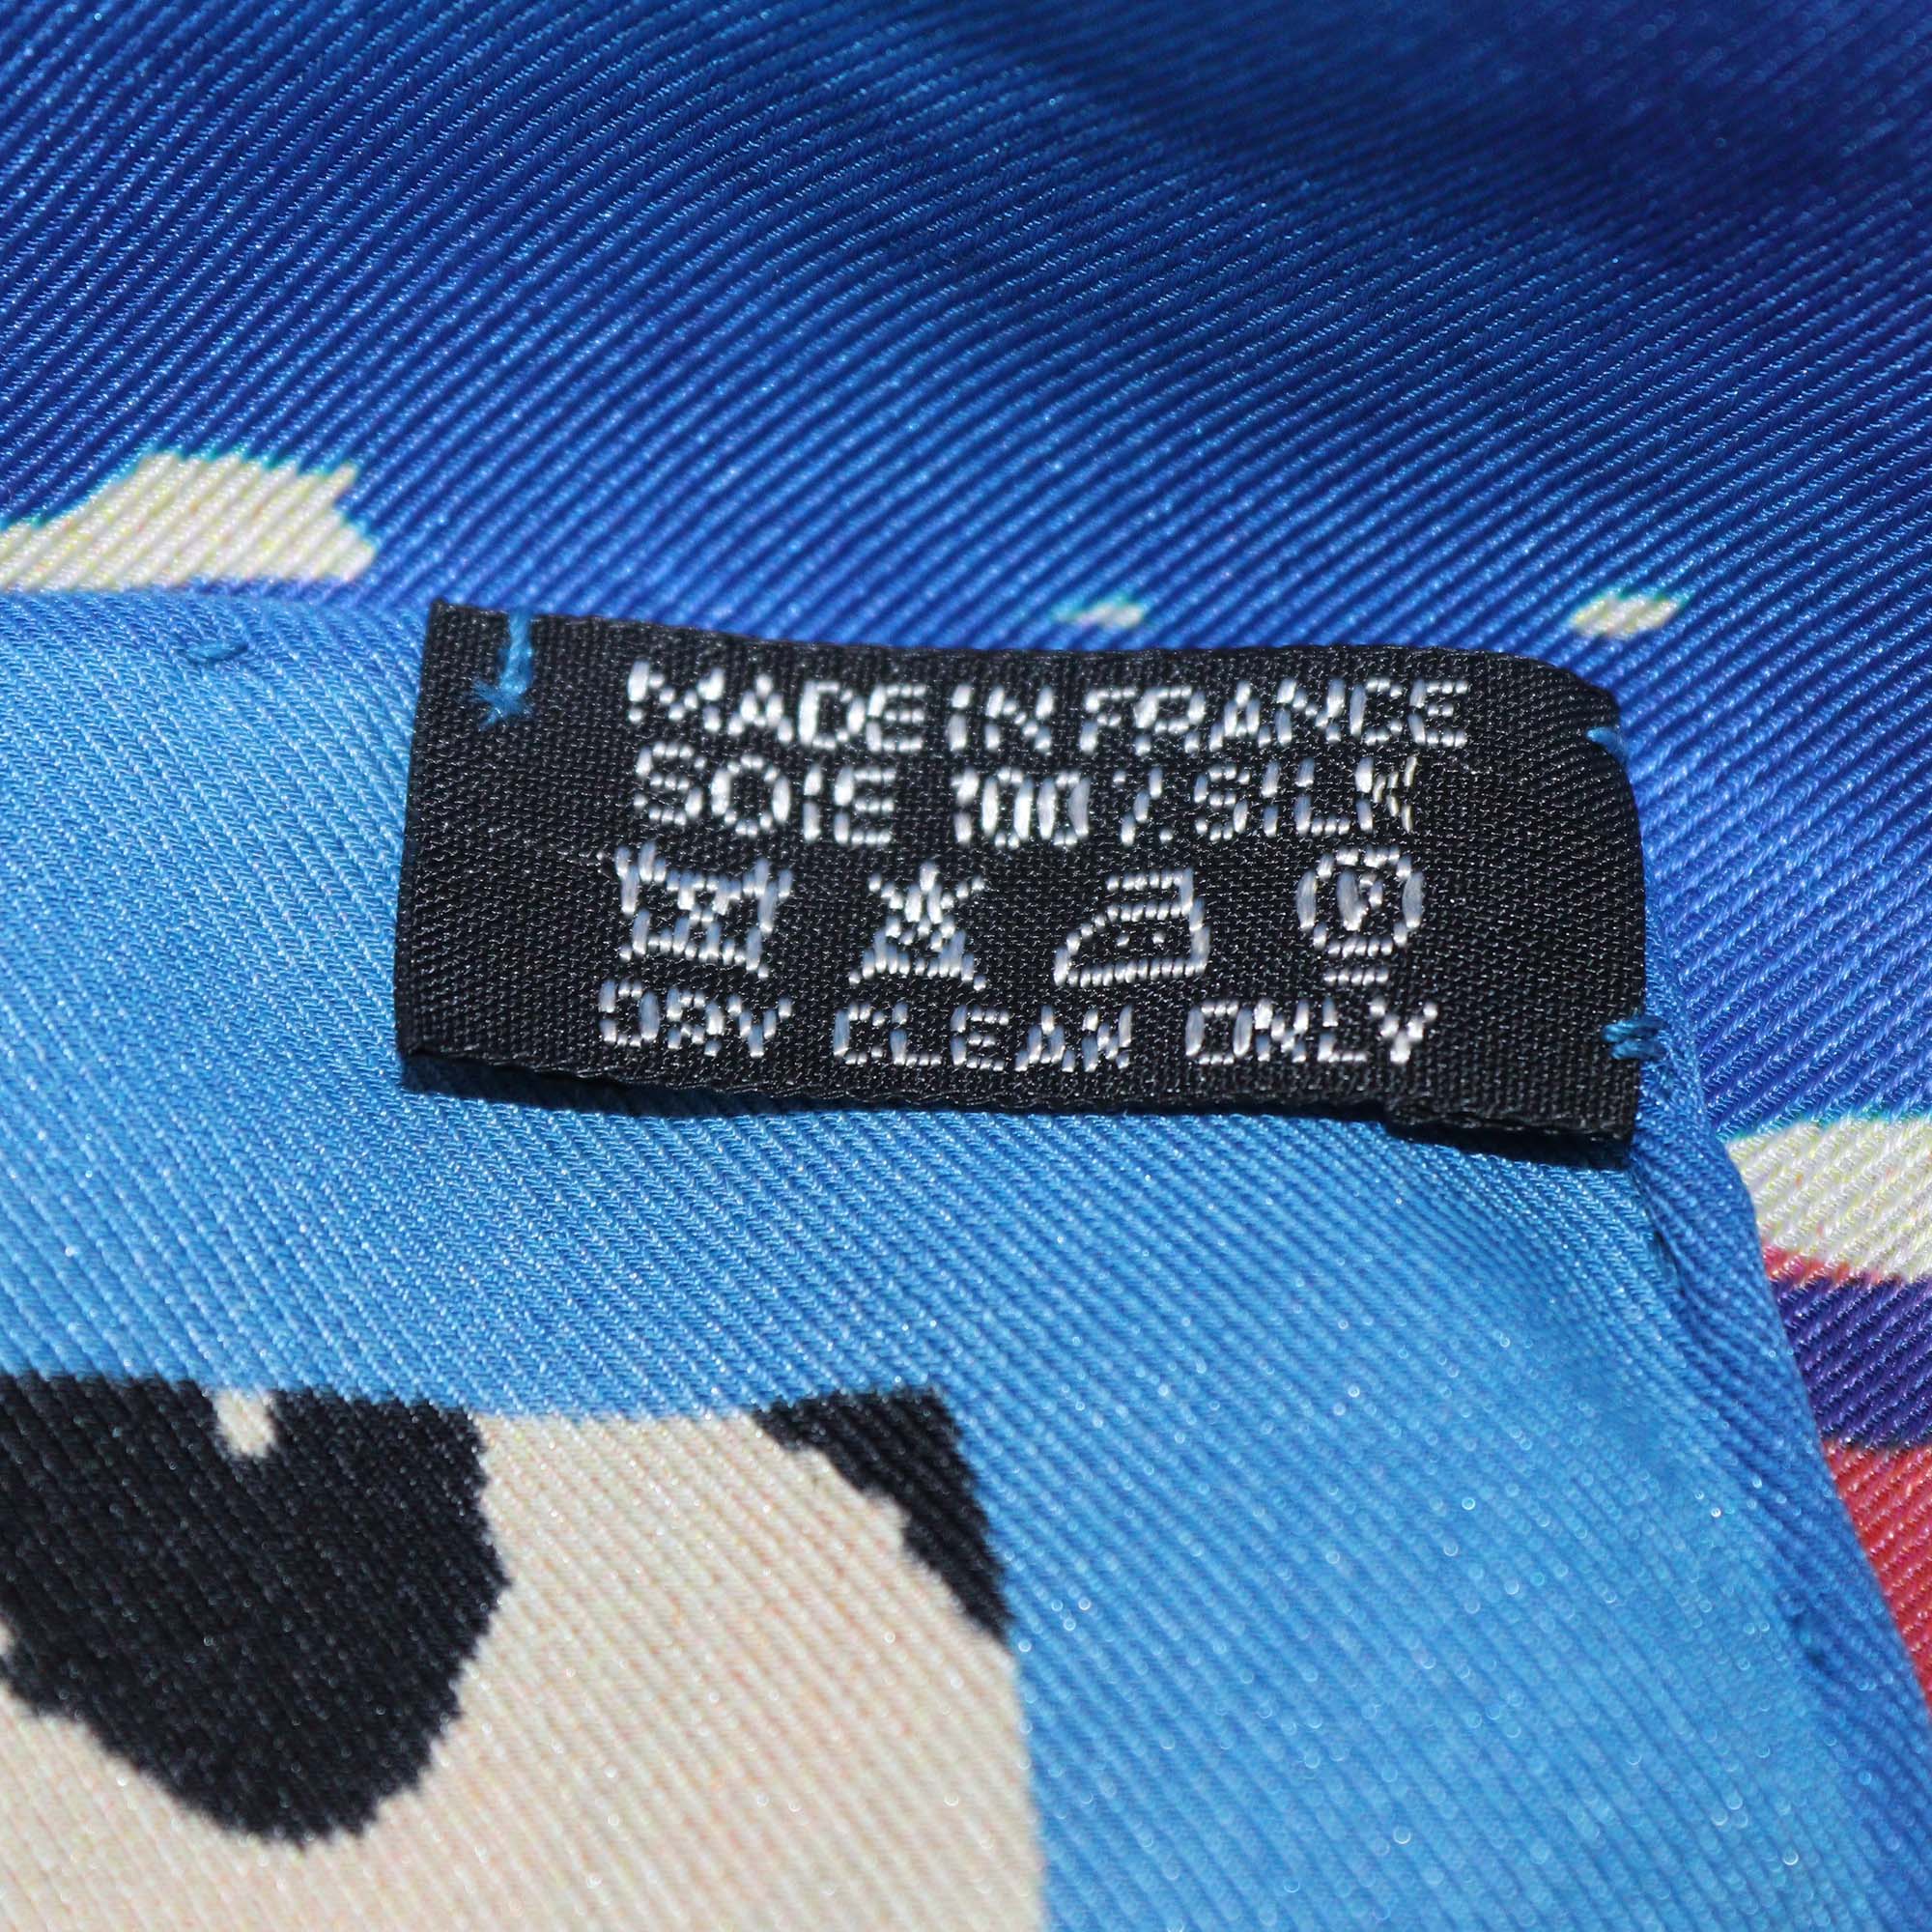 MADE IN FRANCE
SOIE 100% SILK
P
DRY CLEAN ONLY